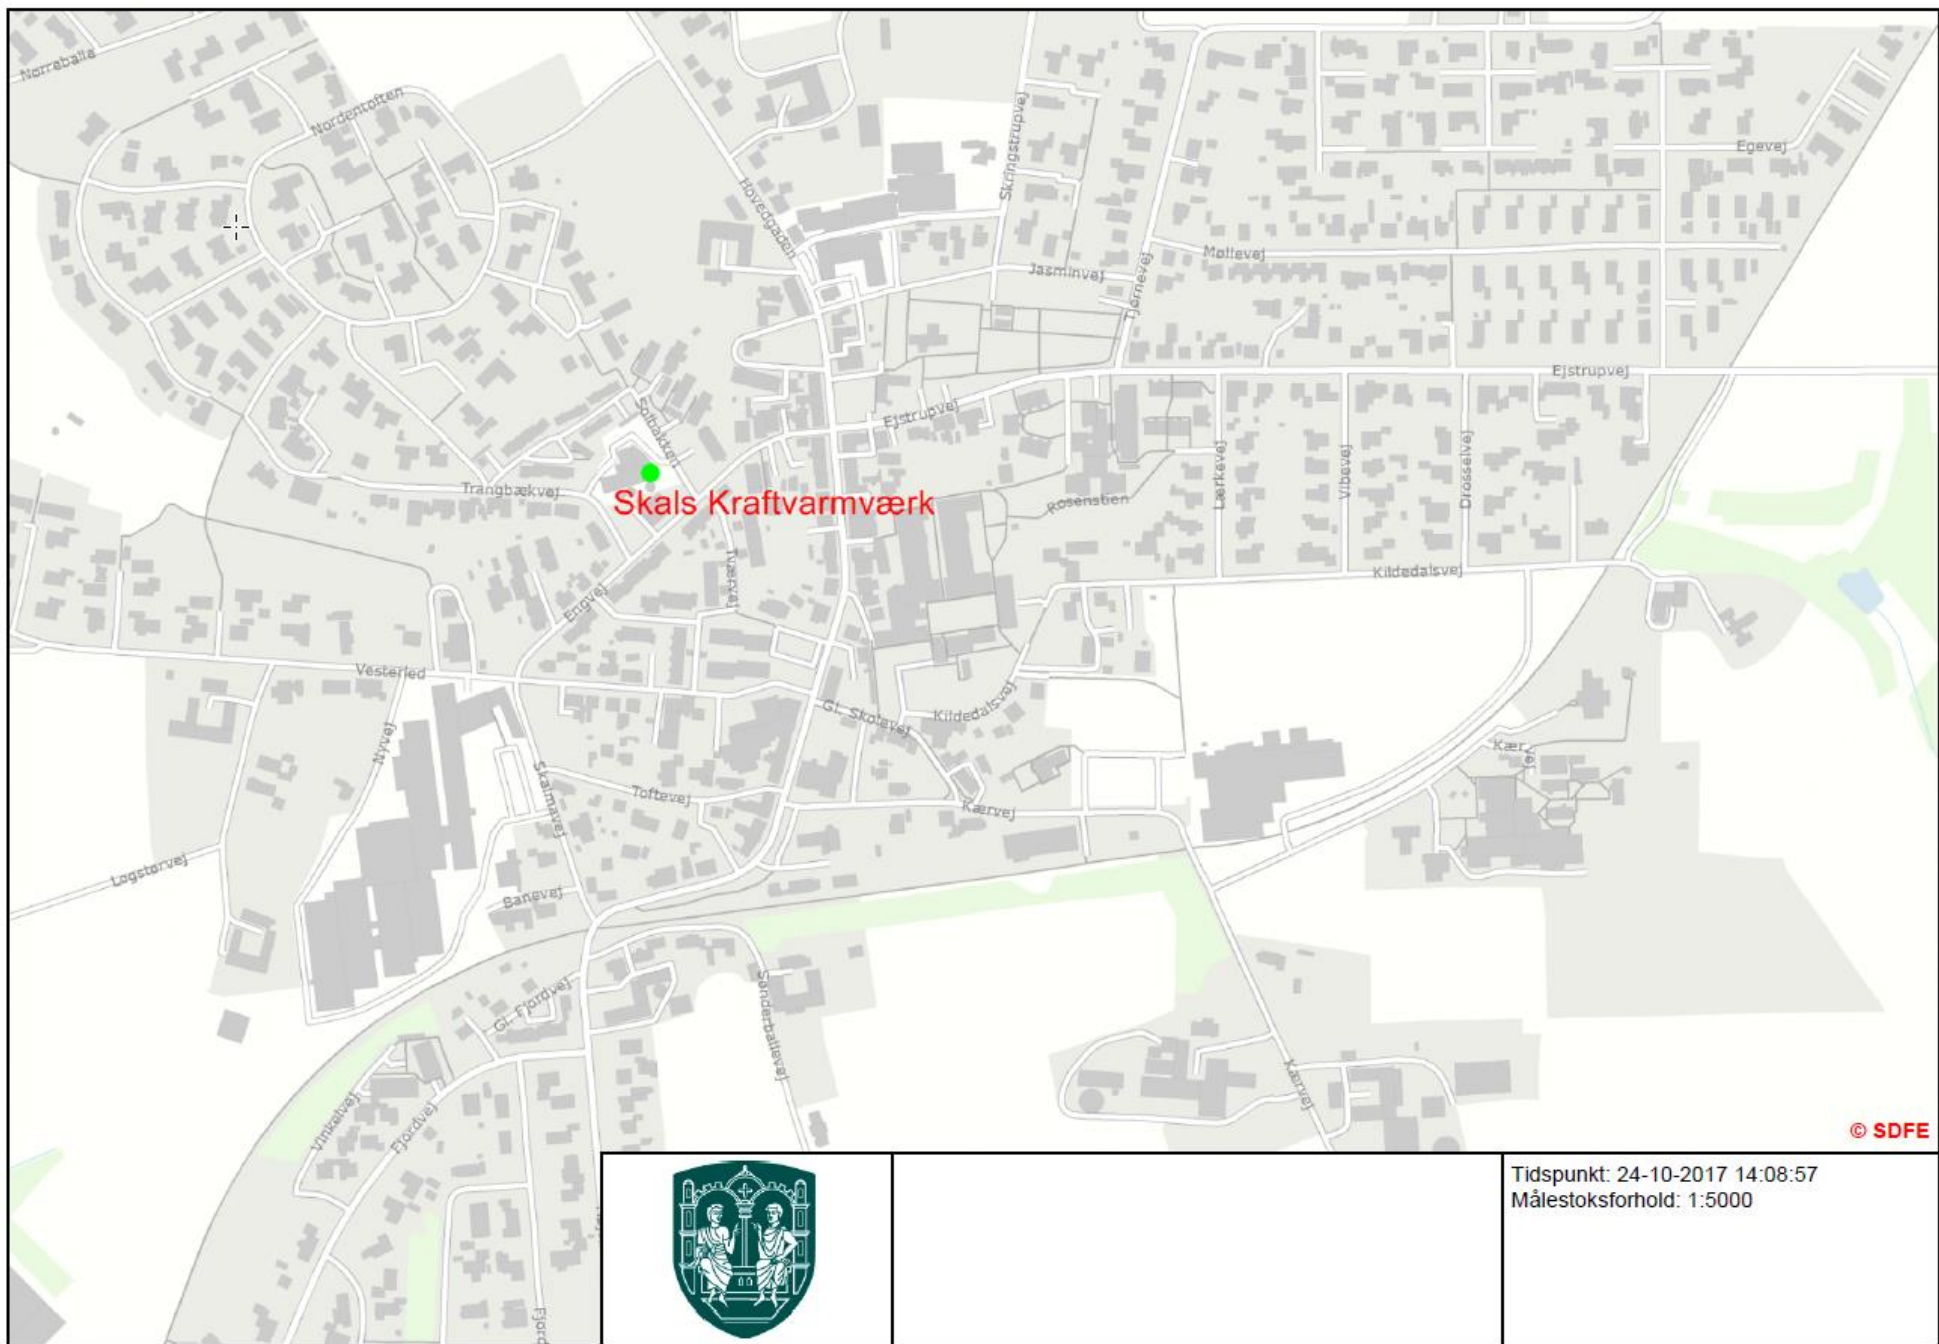 Nørreballe
Nordentoften
Hovedgaden
Skringstrupvej
Egevej
Møllevej
Jasminvej
Tjørnevej
Ejstrupvej
Ejstrupvej
Solbakken
Trangbækvej
Skals Kraftvarmværk
Rosenstien
Lærkevej
Vibevej
Drosselvej
Tværvej
Kildedalsvej
Engvej
Vesterled
Gl. Skolevej
Kildedalsvej
Nyvej
Skalmavej
Toftevej
Kærvej
Kærvej
Løgstørvej
Banevej
Gl. Fjordvej
Sønderballevej
Vinkelvej
Fjordvej
Kærvej
© SDFE
Tidspunkt: 24-10-2017 14:08:57
Målestoksforhold: 1:5000
Fjord